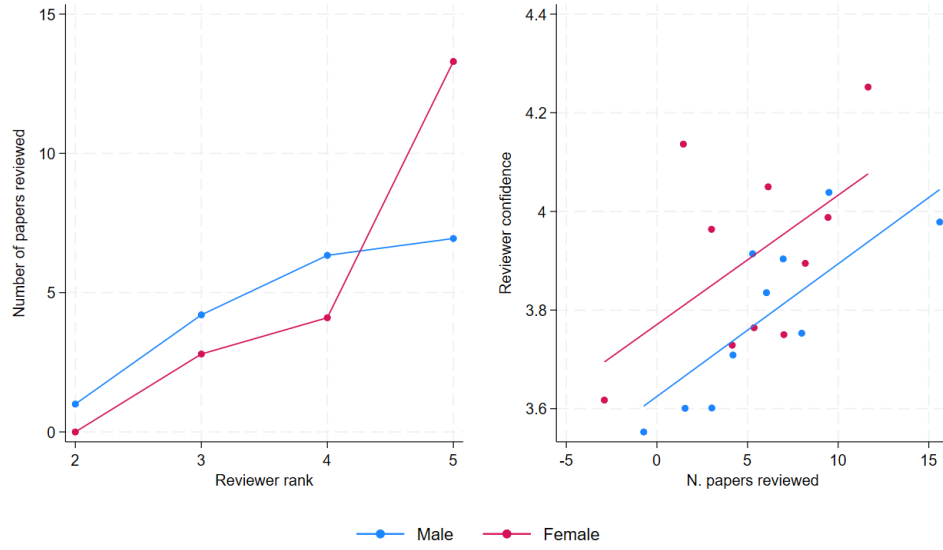 Number of papers reviewed
15
10
5
0
2 3 4 5
Reviewer rank
Reviewer confidence
4.4
4.2
4
3.8
3.6
-5 0 5 10 15
N. papers reviewed
Male Female